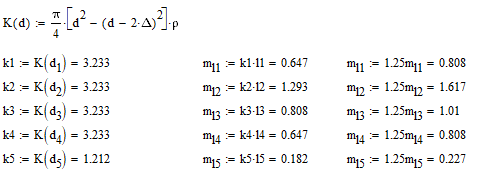 K(d) := π/4·[d² − (d − 2·Δ)²]·ρ
k1 := K(d₁) = 3.233 m₁₁ := k1·l1 = 0.647 m₁₁ := 1.25m₁₁ = 0.808
k2 := K(d₂) = 3.233 m₁₂ := k2·l2 = 1.293 m₁₂ := 1.25m₁₂ = 1.617
k3 := K(d₃) = 3.233 m₁₃ := k3·l3 = 0.808 m₁₃ := 1.25m₁₃ = 1.01
k4 := K(d₄) = 3.233 m₁₄ := k4·l4 = 0.647 m₁₄ := 1.25m₁₄ = 0.808
k5 := K(d₅) = 1.212 m₁₅ := k5·l5 = 0.182 m₁₅ := 1.25m₁₅ = 0.227